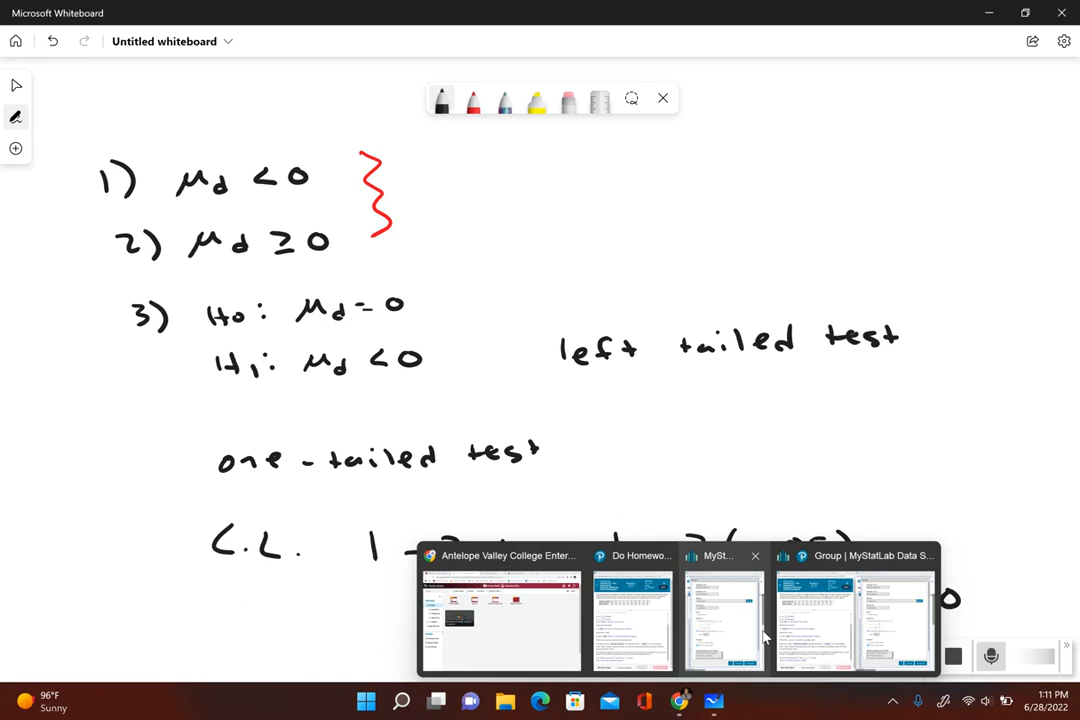 Microsoft Whiteboard
Untitled whiteboard
1) μd < 0
2) μd ≥ 0
3) Ho: μd = 0
H1: μd < 0
left tailed test
one-tailed test
C.L. 1 -
Antelope Valley College Enter...
Do Homewo...
MySt...
Group | MyStatLab Data S...
0
96°F
Sunny
1:11 PM
6/28/2022